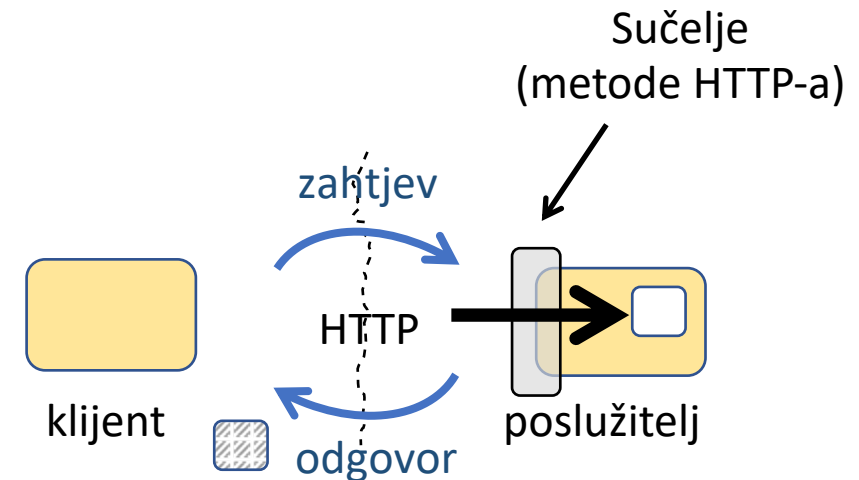 Sučelje
(metode HTTP-a)
zahtjev
HTTP
klijent
poslužitelj
odgovor